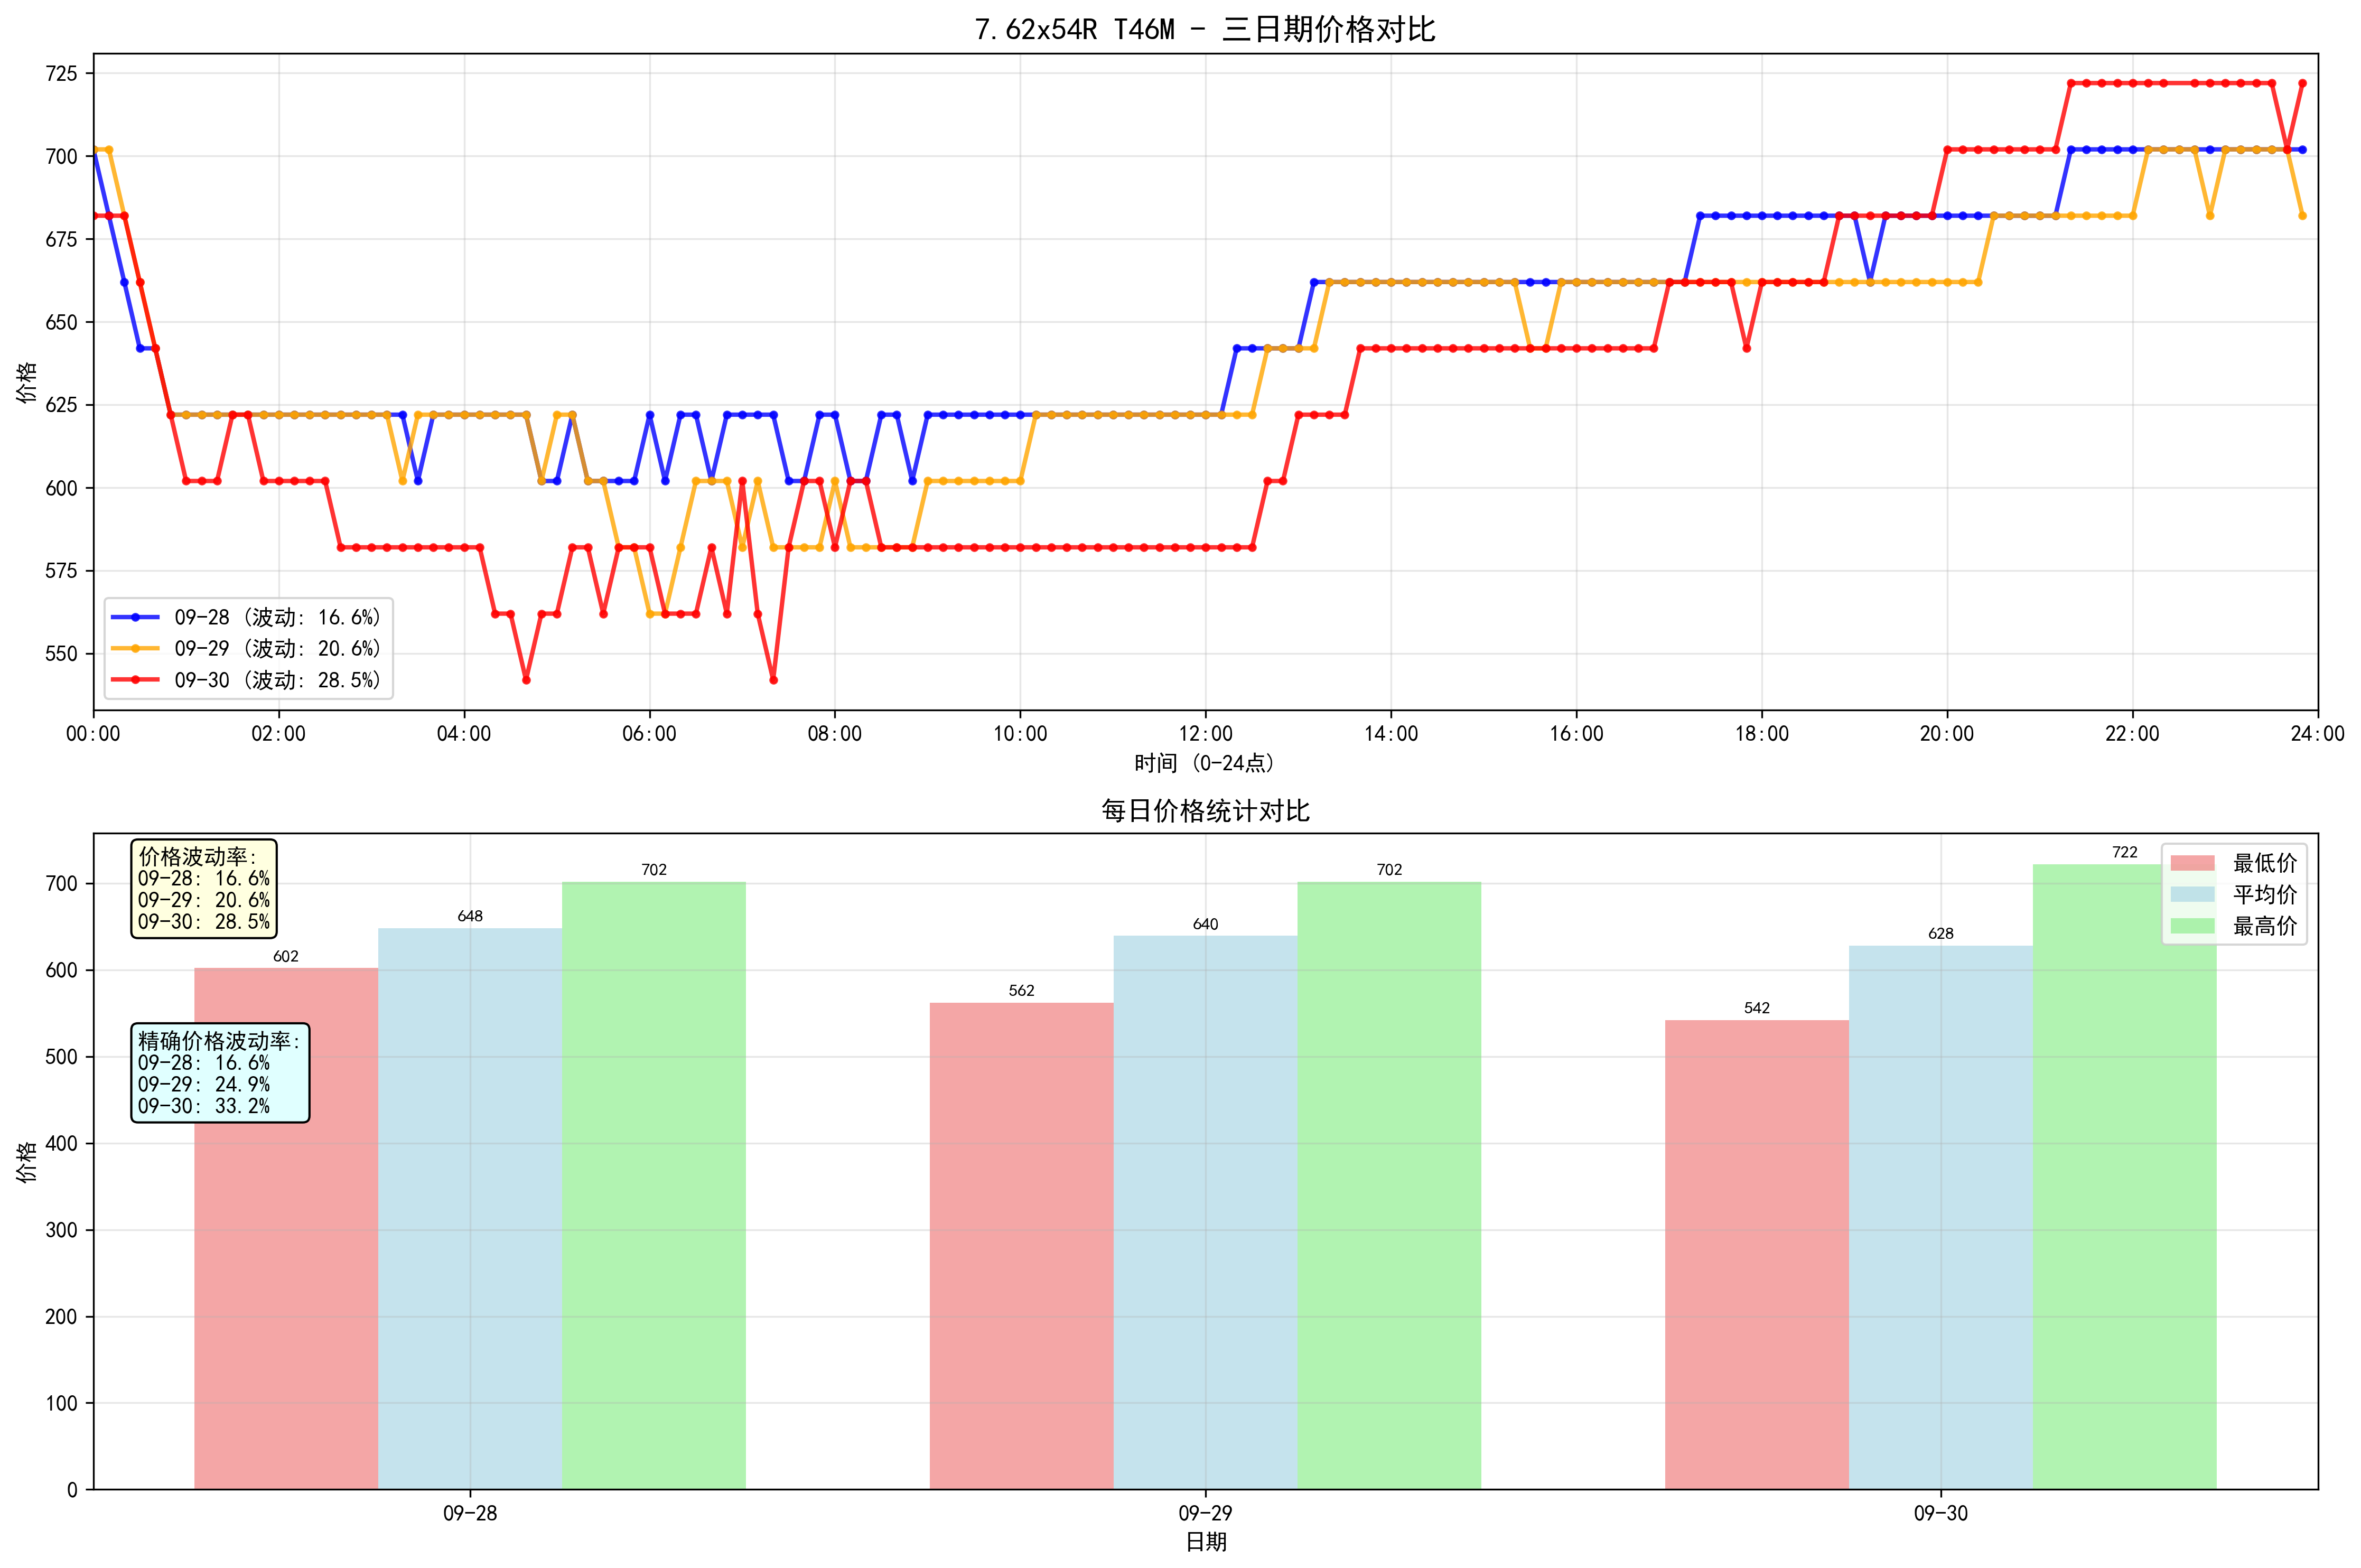 7.62x54R T46M - 三日期价格对比
价格
725
700
675
650
625
600
575
550
09-28 (波动: 16.6%)
09-29 (波动: 20.6%)
09-30 (波动: 28.5%)
00:00 02:00 04:00 06:00 08:00 10:00 12:00 14:00 16:00 18:00 20:00 22:00 24:00
时间 (0-24点)
每日价格统计对比
价格
700
600
500
400
300
200
100
0
价格波动率:
09-28: 16.6%
09-29: 20.6%
09-30: 28.5%
精确价格波动率:
09-28: 16.6%
09-29: 24.9%
09-30: 33.2%
602 648 702
562 640 702
542 628 722
最低价
平均价
最高价
09-28 09-29 09-30
日期